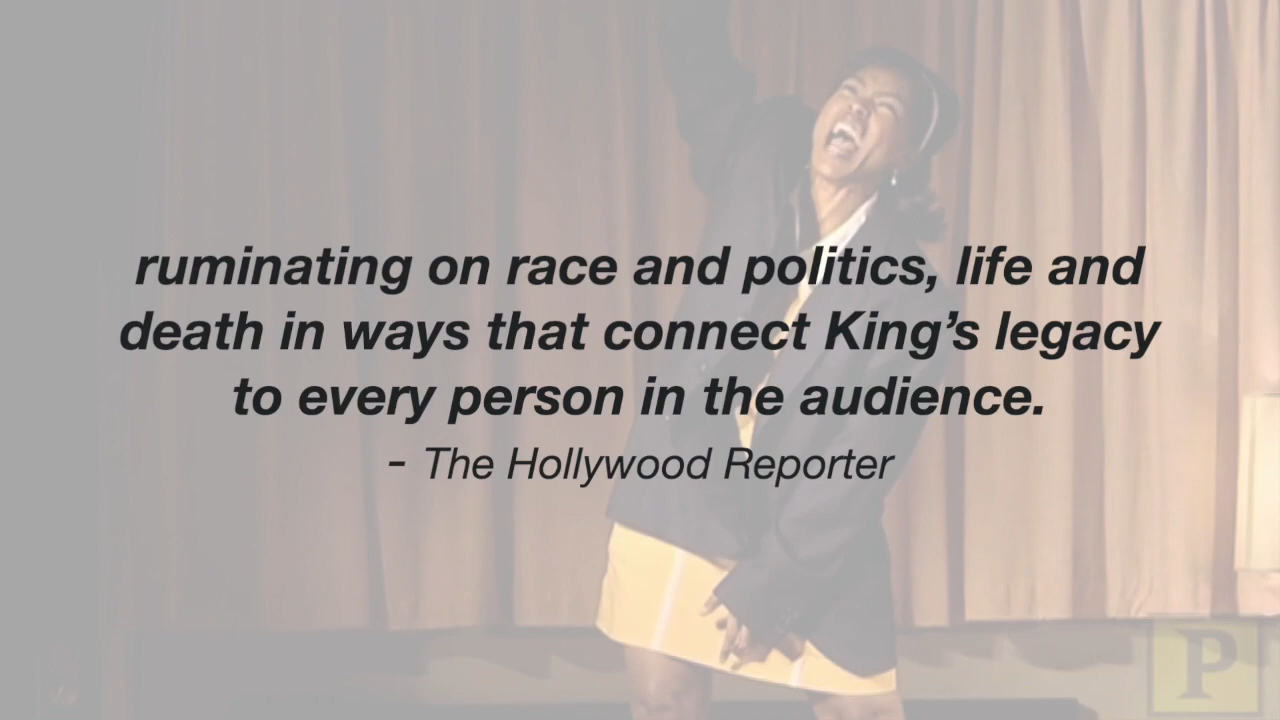 ruminating on race and politics, life and
death in ways that connect King’s legacy
to every person in the audience.
- The Hollywood Reporter
P